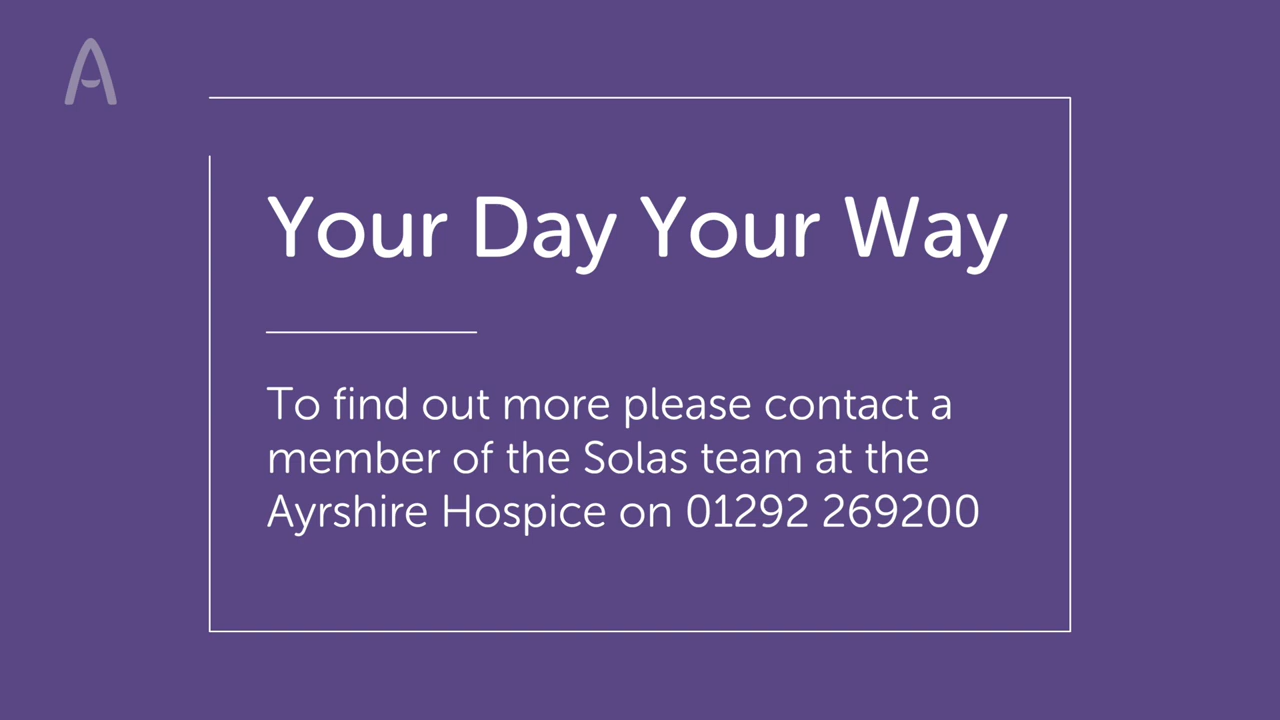 Your Day Your Way
To find out more please contact a
member of the Solas team at the
Ayrshire Hospice on 01292 269200